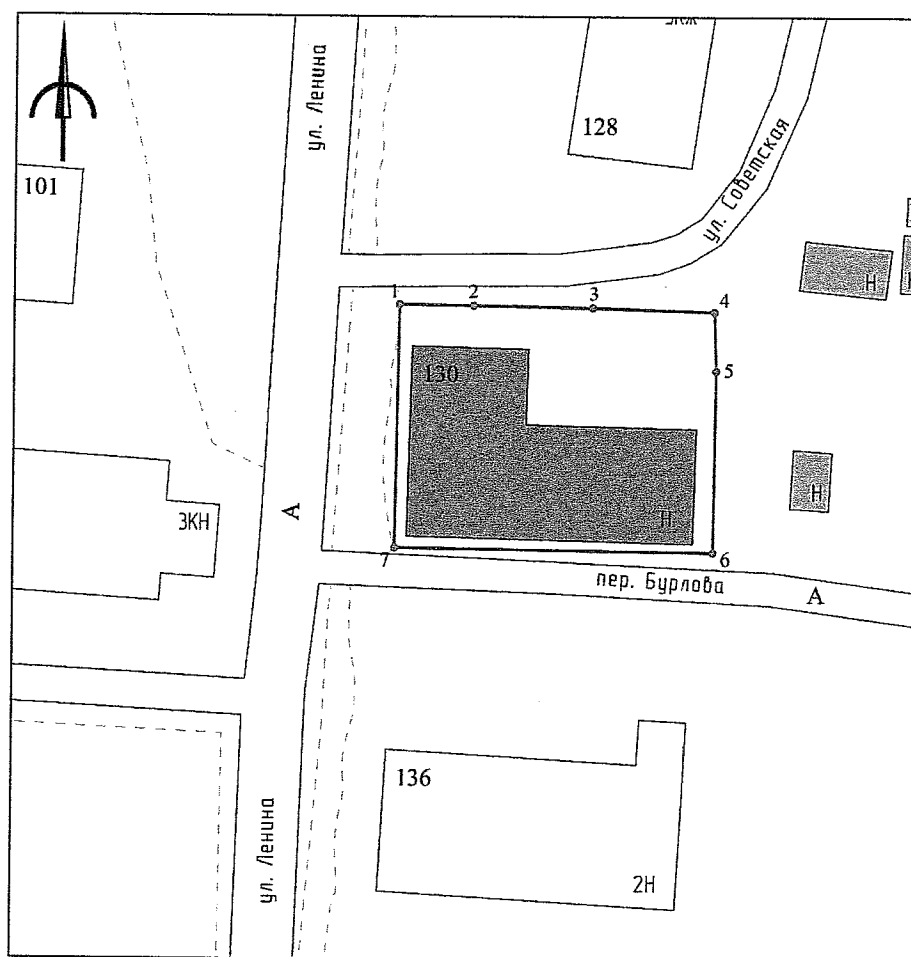 ул. Ленина
128
ул. Советская
101
Н
1
2
3
4
5
130
Н
Н
3КН
А
7
6
пер. Бурлова
А
136
2Н
ул. Ленина